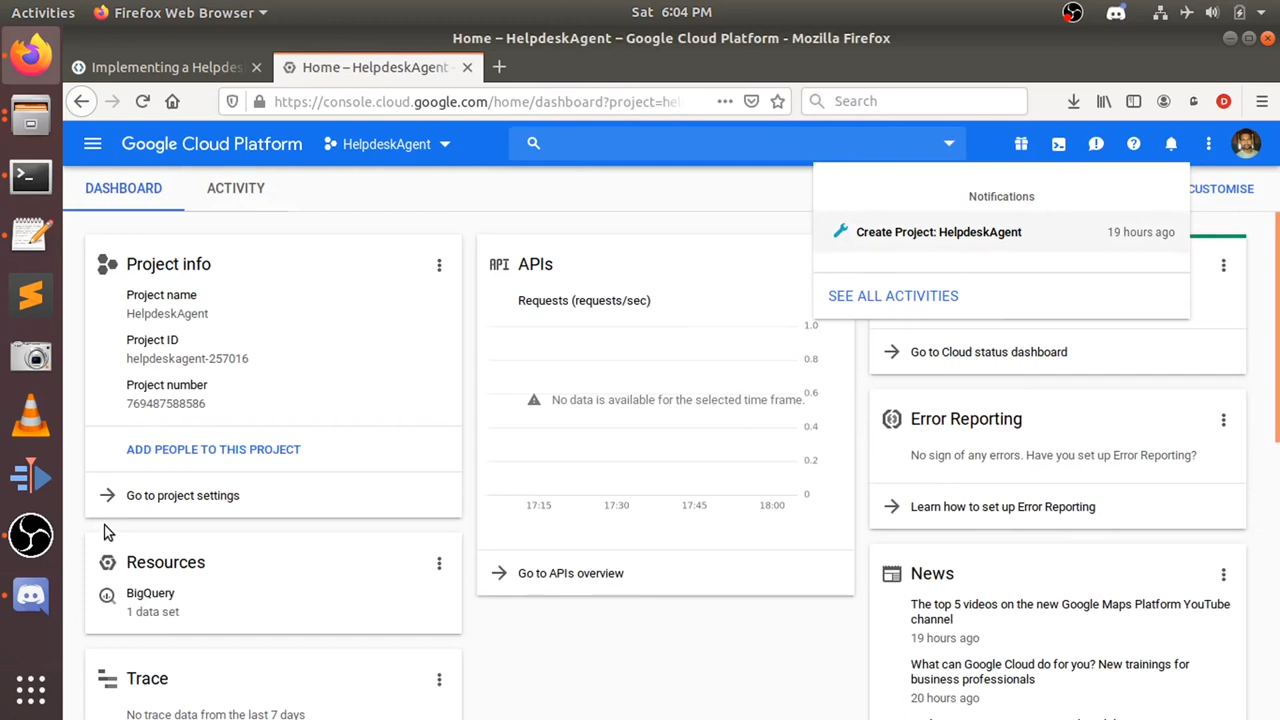 Activities
Firefox Web Browser
Sat 6:04 PM
Home – HelpdeskAgent – Google Cloud Platform - Mozilla Firefox
Implementing a Helpdes
Home – HelpdeskAgent –
https://console.cloud.google.com/home/dashboard?project=hel
Search
Google Cloud Platform
HelpdeskAgent
DASHBOARD
ACTIVITY
CUSTOMISE
Notifications
Create Project: HelpdeskAgent
19 hours ago
SEE ALL ACTIVITIES
Project info
Project name
HelpdeskAgent
Project ID
helpdeskagent-257016
Project number
769487588586
ADD PEOPLE TO THIS PROJECT
Go to project settings
Resources
BigQuery
1 data set
Trace
No trace data from the last 7 days
API APIs
Requests (requests/sec)
1.0
0.8
0.6
No data is available for the selected time frame.
0.4
0.2
0
17:15
17:30
17:45
18:00
Go to APIs overview
Go to Cloud status dashboard
Error Reporting
No sign of any errors. Have you set up Error Reporting?
Learn how to set up Error Reporting
News
The top 5 videos on the new Google Maps Platform YouTube
channel
19 hours ago
What can Google Cloud do for you? New trainings for
business professionals
20 hours ago